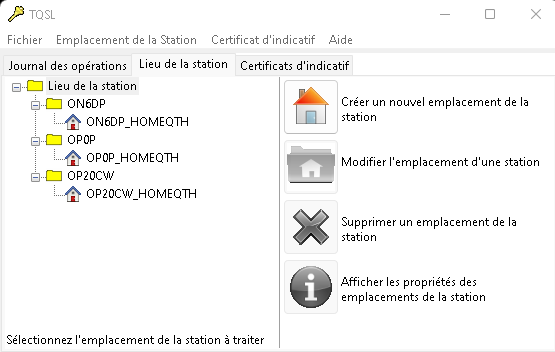 TQSL
Fichier Emplacement de la Station Certificat d'indicatif Aide
Journal des opérations Lieu de la station Certificats d'indicatif
Lieu de la station
ON6DP
ON6DP_HOMEQTH
OP0P
OP0P_HOMEQTH
OP20CW
OP20CW_HOMEQTH
Sélectionnez l'emplacement de la station à traiter
Créer un nouvel emplacement de la
station
Modifier l'emplacement d'une station
Supprimer un emplacement de la
station
Afficher les propriétés des
emplacements de la station